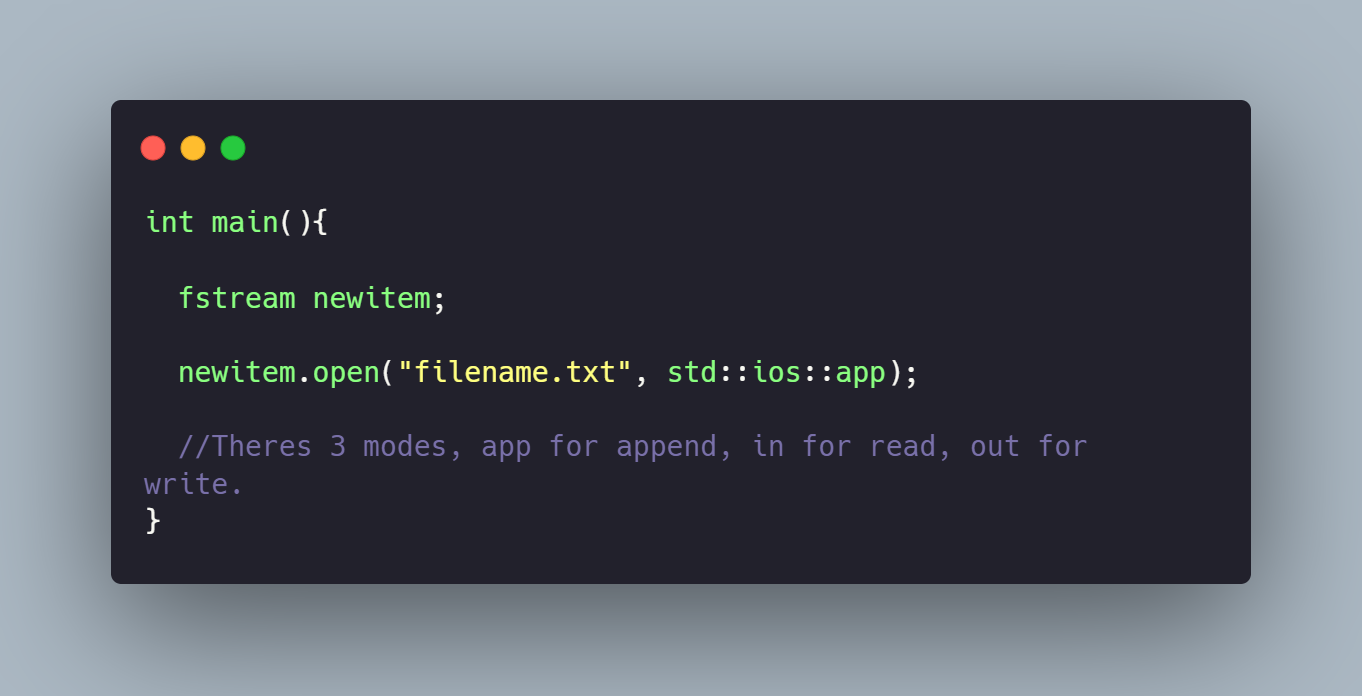 int main(){
fstream newitem;
newitem.open("filename.txt", std::ios::app);
//Theres 3 modes, app for append, in for read, out for
write.
}